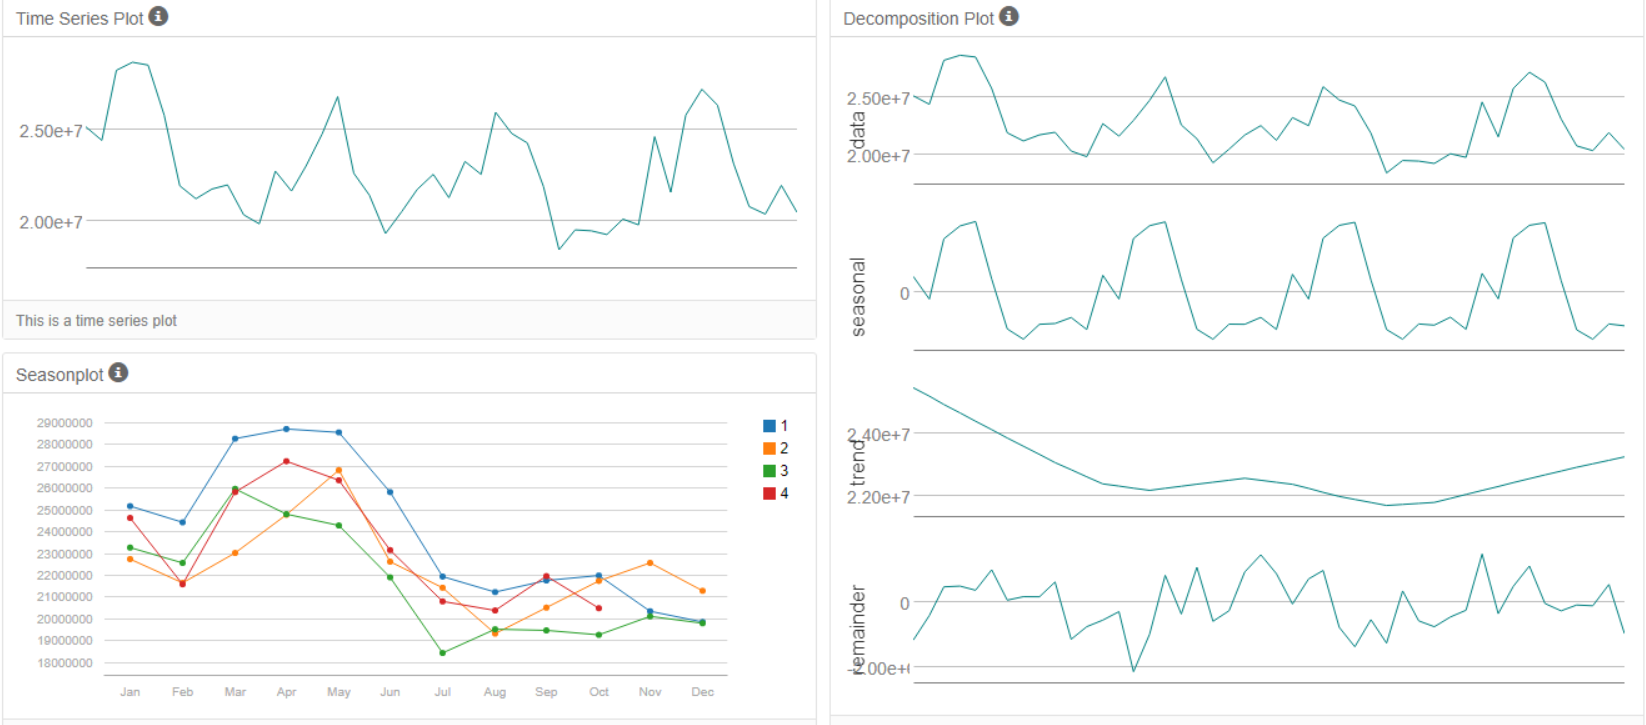 Time Series Plot
2.50e+7
2.00e+7
This is a time series plot
Seasonplot
29000000
28000000
27000000
26000000
25000000
24000000
23000000
22000000
21000000
20000000
19000000
18000000
Jan Feb Mar Apr May Jun Jul Aug Sep Oct Nov Dec
1
2
3
4
Decomposition Plot
data
2.50e+7
2.00e+7
seasonal
0
trend
2.40e+7
2.20e+7
remainder
0
-2.00e+